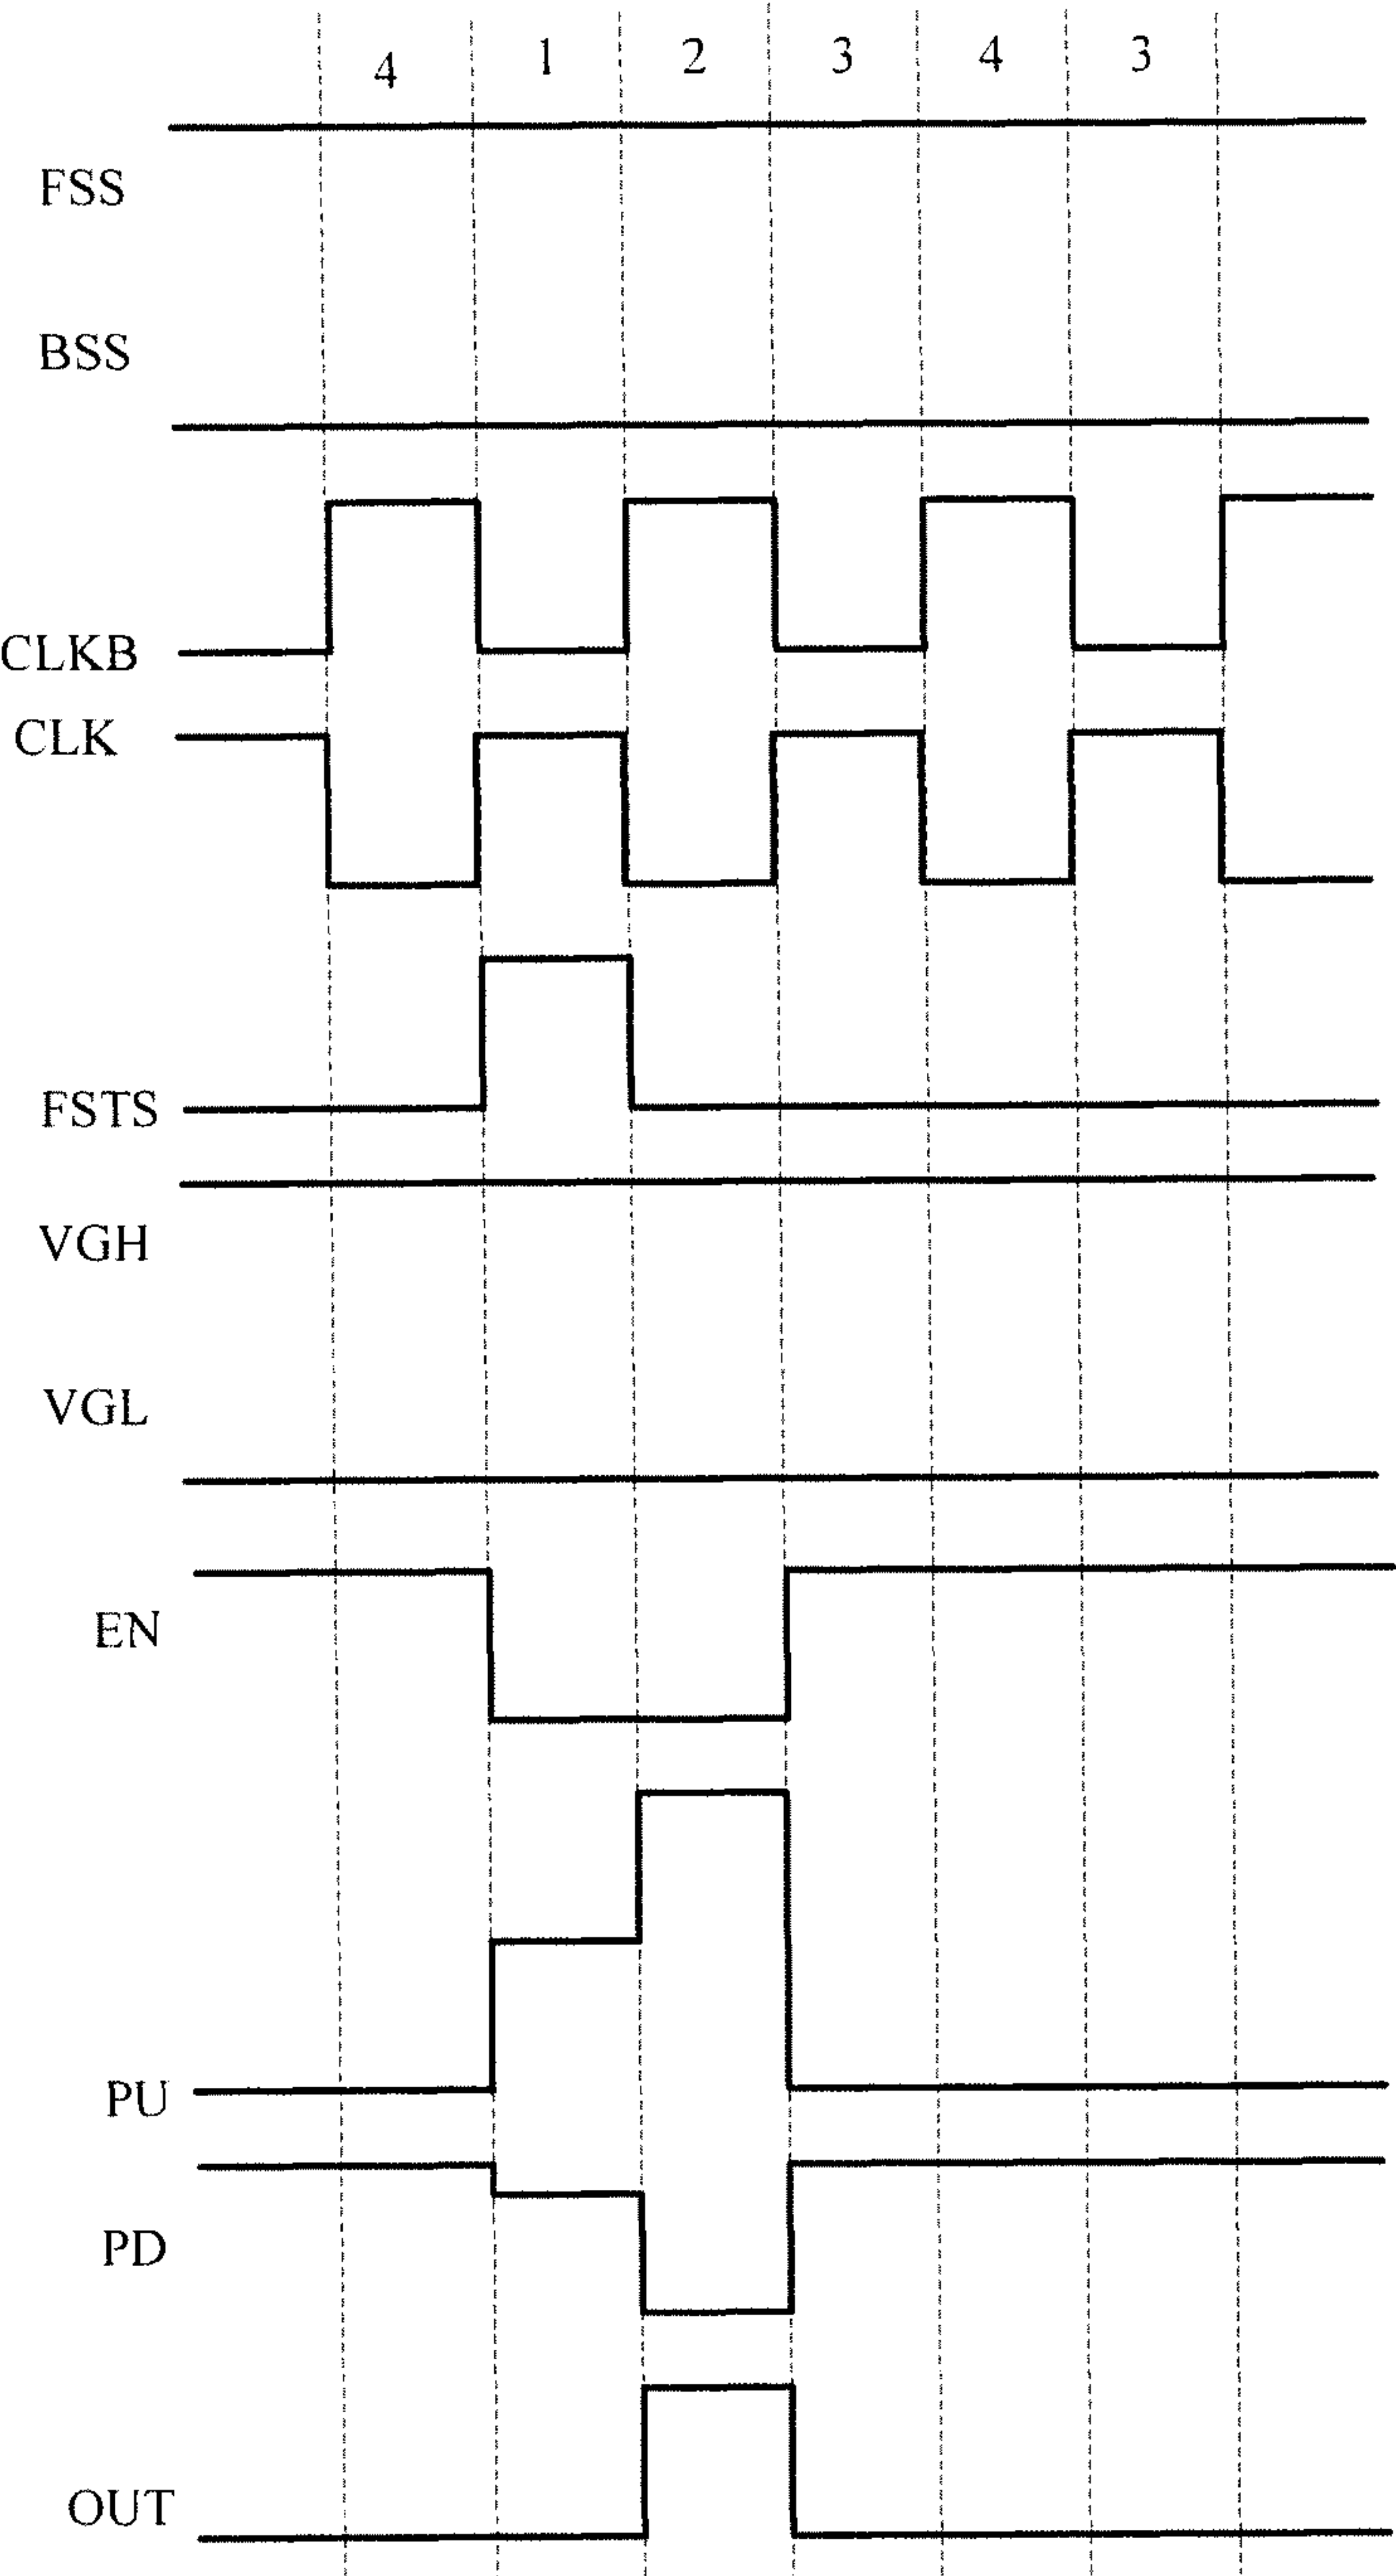 4 1 2 3 4 3
FSS
BSS
CLKB
CLK
FSTS
VGH
VGL
EN
PU
PD
OUT